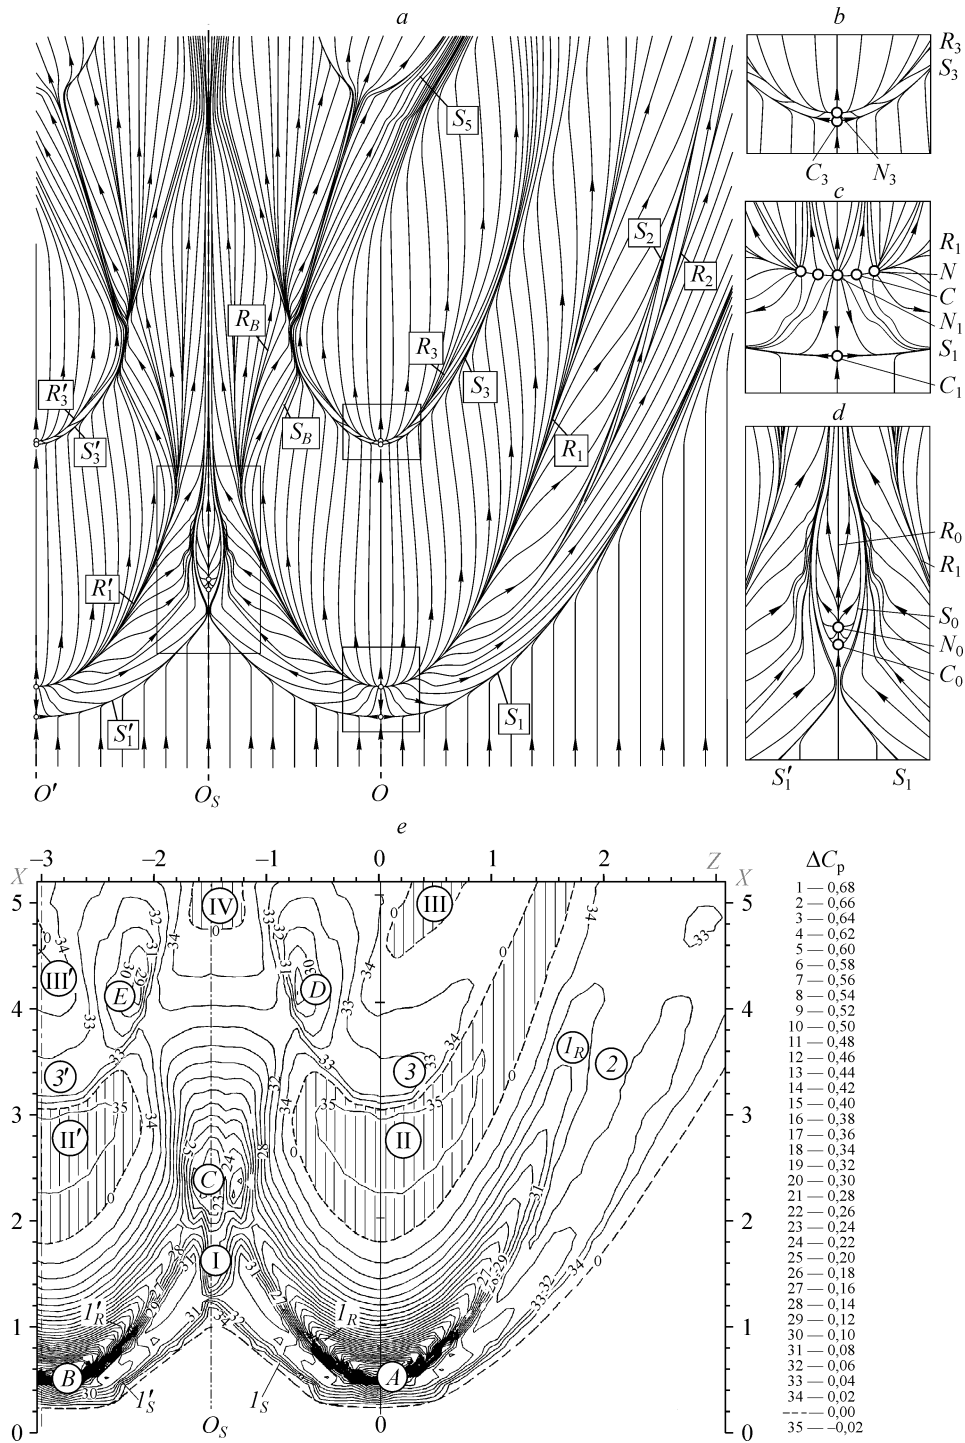 a
S5
S2
R2
RB
R3
R'3
S3
SB
S'3
R1
R'1
S'1
S1
O'
OS
O
b
R3
S3
C3
N3
c
R1
N
C
N1
S1
C1
d
R0
R1
S0
N0
C0
S'1
S1
e
X
–3
–2
–1
0
1
2
Z
X
5
4
3
2
1
0
5
4
3
2
1
0
IV
III
III'
E
D
3'
3
1R
2
II'
II
C
I
1'R
1R
B
A
1'S
1S
OS
0
ΔCp
1 — 0,68
2 — 0,66
3 — 0,64
4 — 0,62
5 — 0,60
6 — 0,58
7 — 0,56
8 — 0,54
9 — 0,52
10 — 0,50
11 — 0,48
12 — 0,46
13 — 0,44
14 — 0,42
15 — 0,40
16 — 0,38
17 — 0,36
18 — 0,34
19 — 0,32
20 — 0,30
21 — 0,28
22 — 0,26
23 — 0,24
24 — 0,22
25 — 0,20
26 — 0,18
27 — 0,16
28 — 0,14
29 — 0,12
30 — 0,10
31 — 0,08
32 — 0,06
33 — 0,04
34 — 0,02
--- — 0,00
35 — –0,02